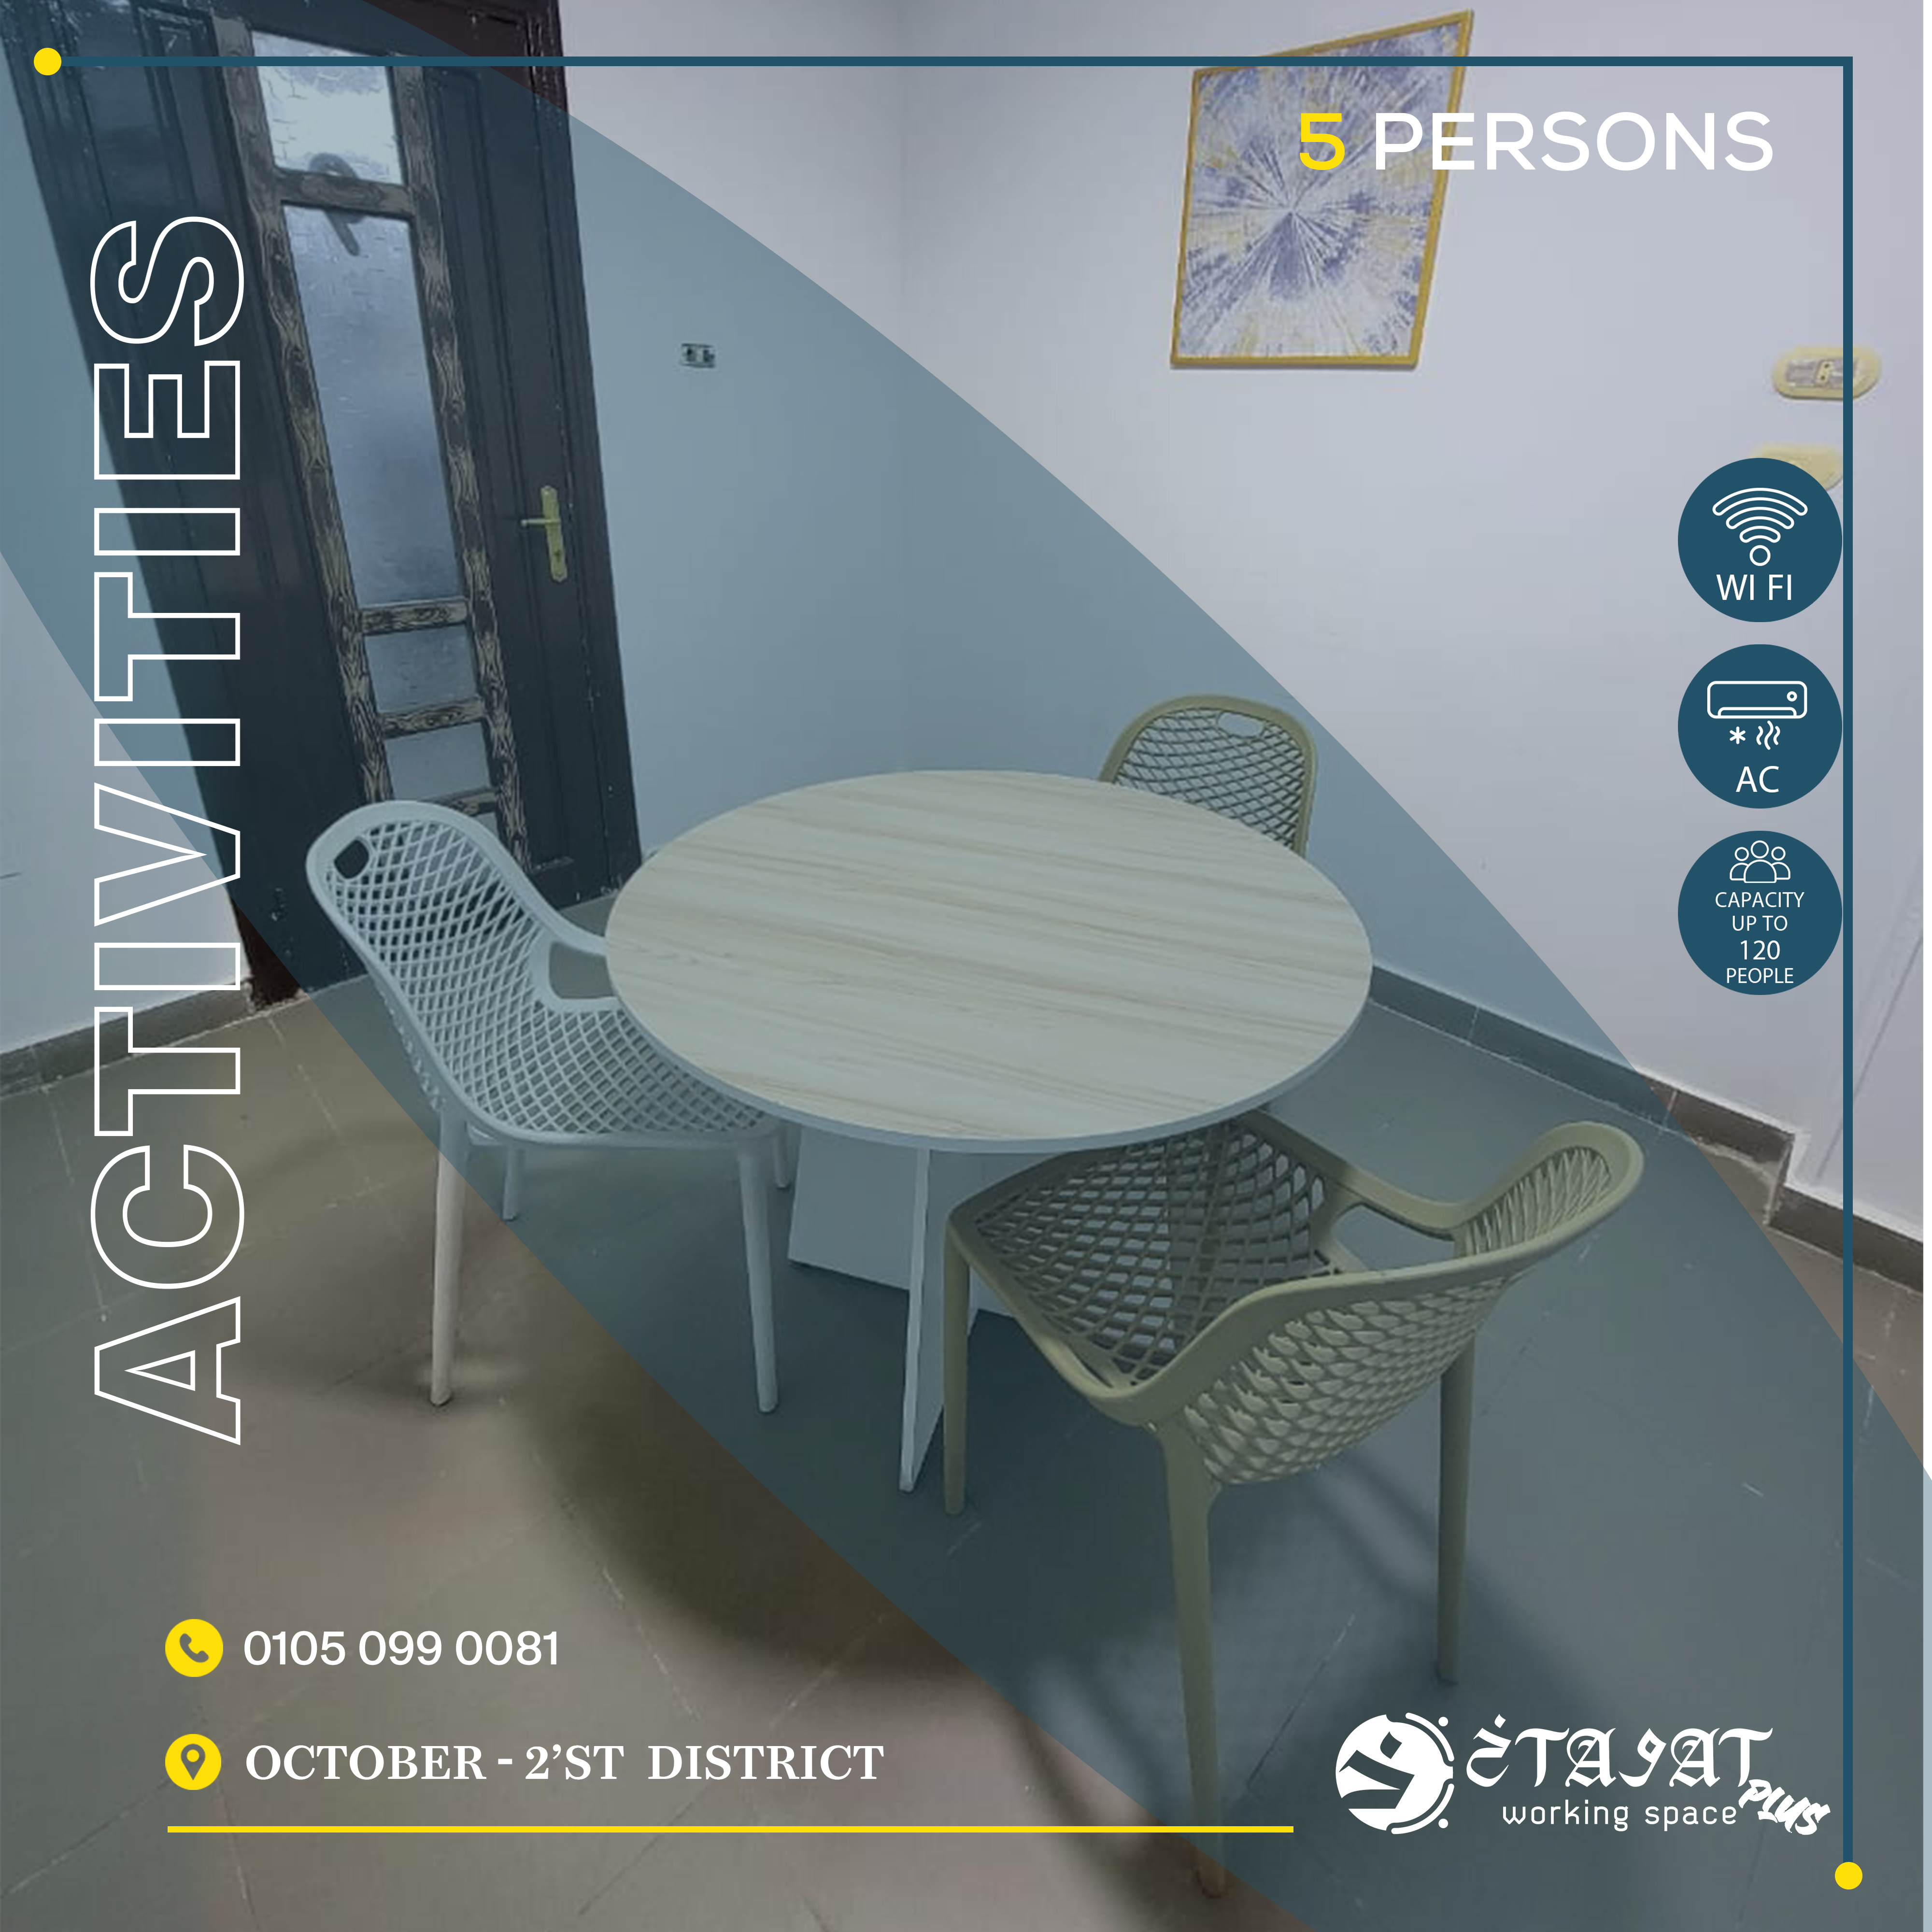 5 PERSONS
ACTIVITIES
WI FI
AC
CAPACITY
UP TO
120
PEOPLE
0105 099 0081
OCTOBER - 2’ST DISTRICT
خTAوAT
PLUS
working space